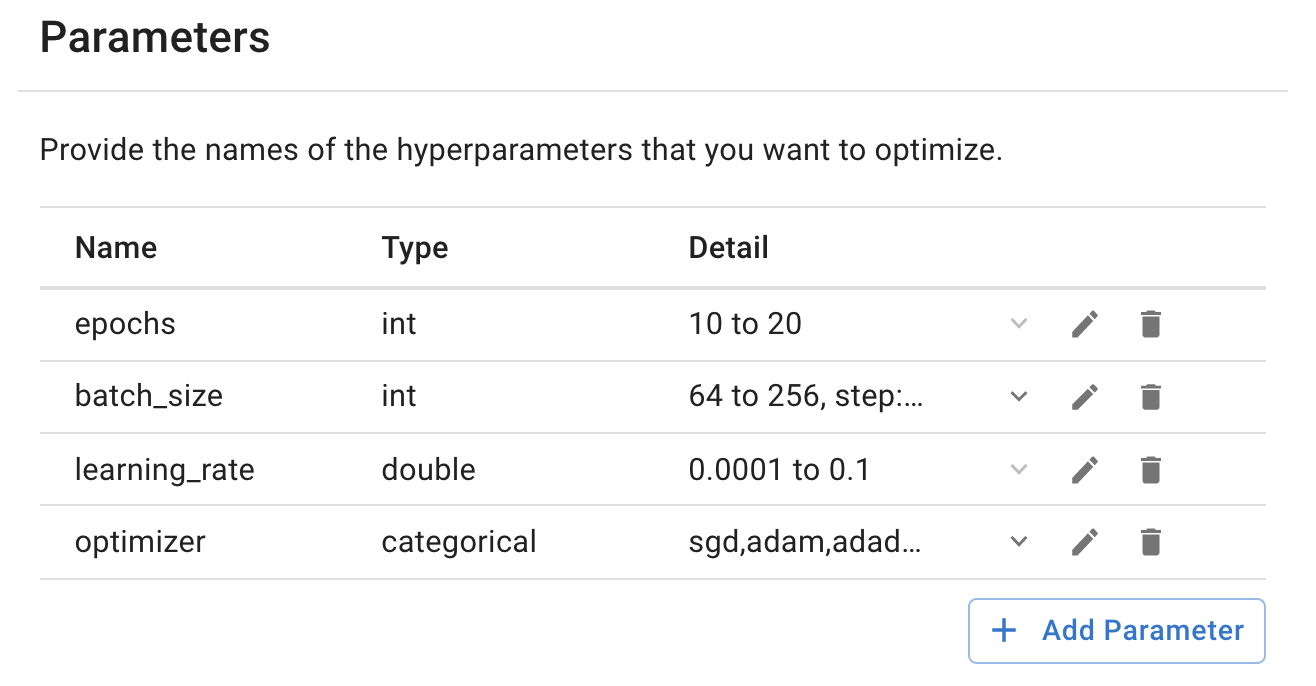 Parameters
Provide the names of the hyperparameters that you want to optimize.
Name Type Detail
epochs int 10 to 20
batch_size int 64 to 256, step:...
learning_rate double 0.0001 to 0.1
optimizer categorical sgd,adam,adad...
+ Add Parameter